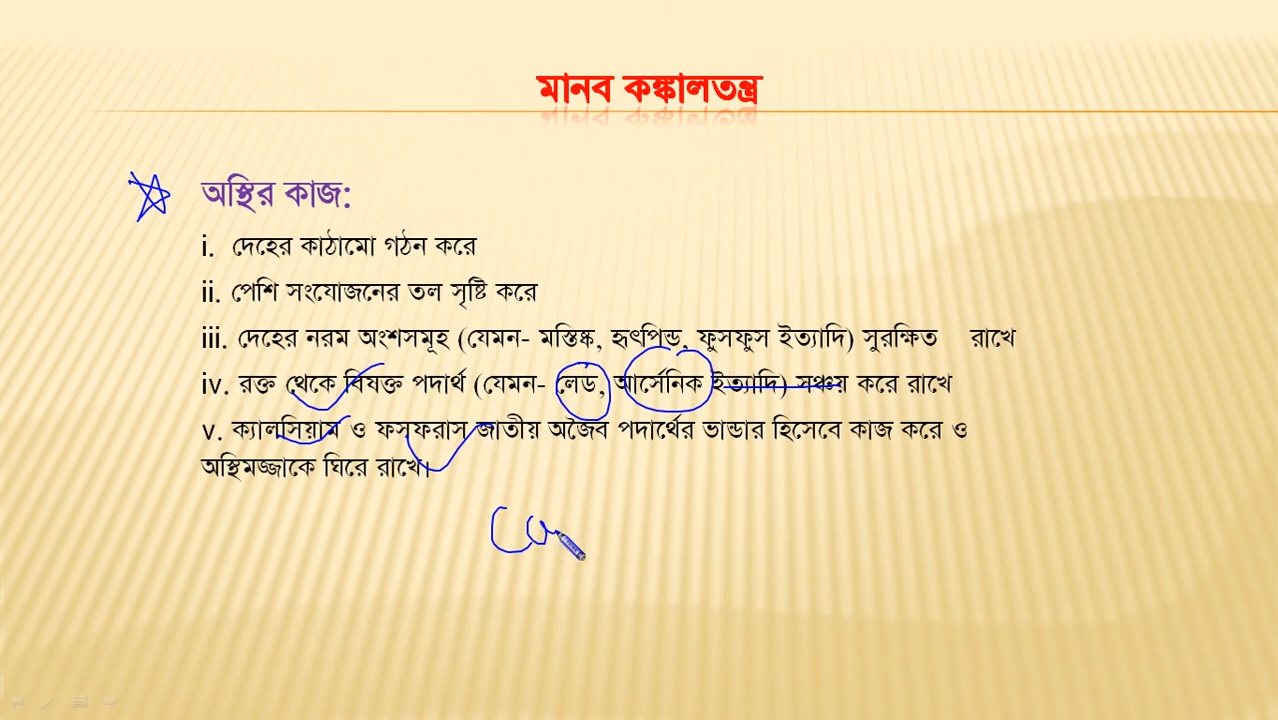 মানব কঙ্কালতন্ত্র
অস্থির কাজ:
i. দেহের কাঠামো গঠন করে
ii. পেশি সংযোজনের তল সৃষ্টি করে
iii. দেহের নরম অংশসমূহ (যেমন- মস্তিষ্ক, হৃৎপিন্ড, ফুসফুস ইত্যাদি) সুরক্ষিত রাখে
iv. রক্ত থেকে বিষক্ত পদার্থ (যেমন- লেড, আর্সেনিক ইত্যাদি) সঞ্চয় করে রাখে
v. ক্যালসিয়াম ও ফসফরাস জাতীয় অজৈব পদার্থের ভান্ডার হিসেবে কাজ করে ও
অস্থিমজ্জাকে ঘিরে রাখে।
Ca